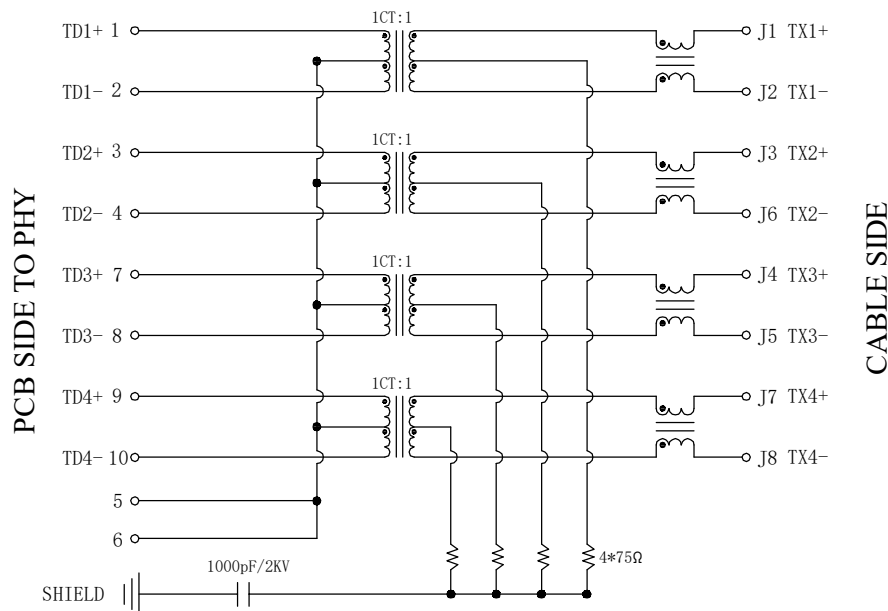 1CT:1
TD1+ 1
J1 TX1+
TD1- 2
J2 TX1-
1CT:1
TD2+ 3
J3 TX2+
TD2- 4
J6 TX2-
PCB SIDE TO PHY
CABLE SIDE
1CT:1
TD3+ 7
J4 TX3+
TD3- 8
J5 TX3-
1CT:1
TD4+ 9
J7 TX4+
TD4- 10
J8 TX4-
5
6
4*75Ω
1000pF/2KV
SHIELD